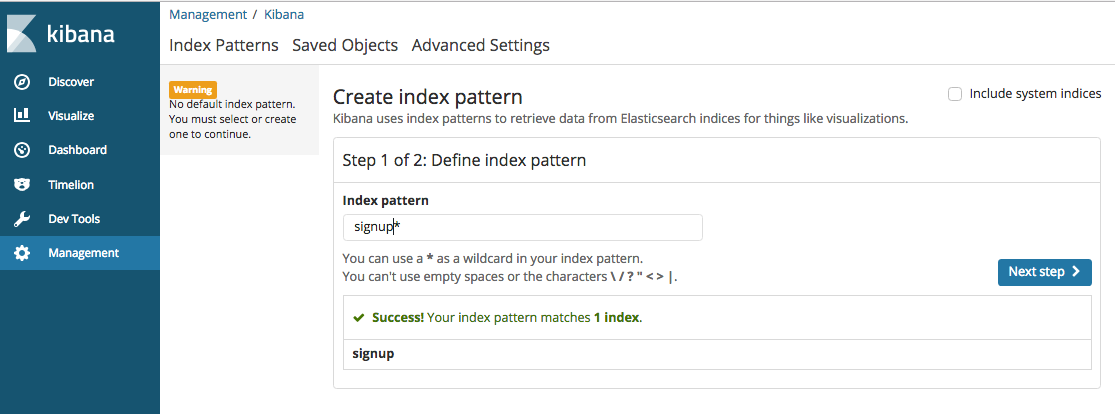 kibana
Discover
Visualize
Dashboard
Timelion
Dev Tools
Management
Management / Kibana
Index Patterns Saved Objects Advanced Settings
Warning
No default index pattern.
You must select or create
one to continue.
Create index pattern
Include system indices
Kibana uses index patterns to retrieve data from Elasticsearch indices for things like visualizations.
Step 1 of 2: Define index pattern
Index pattern
signup*
You can use a * as a wildcard in your index pattern.
You can't use empty spaces or the characters \ / ? " < > |.
Next step
Success! Your index pattern matches 1 index.
signup